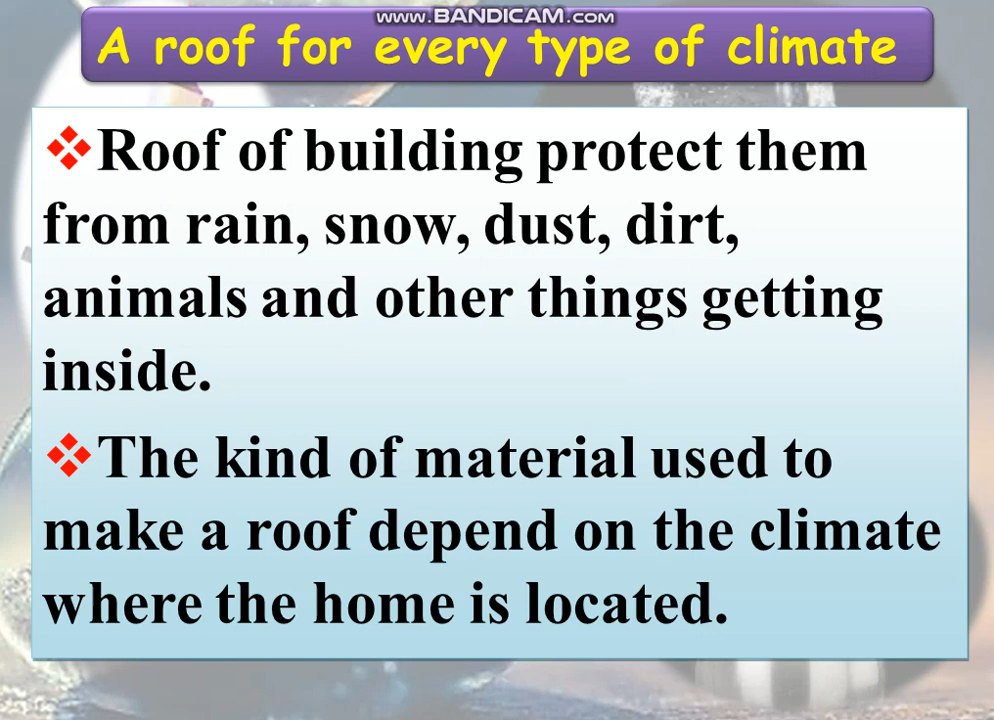 www.BANDICAM.com
A roof for every type of climate
❖Roof of building protect them
from rain, snow, dust, dirt,
animals and other things getting
inside.
❖The kind of material used to
make a roof depend on the climate
where the home is located.